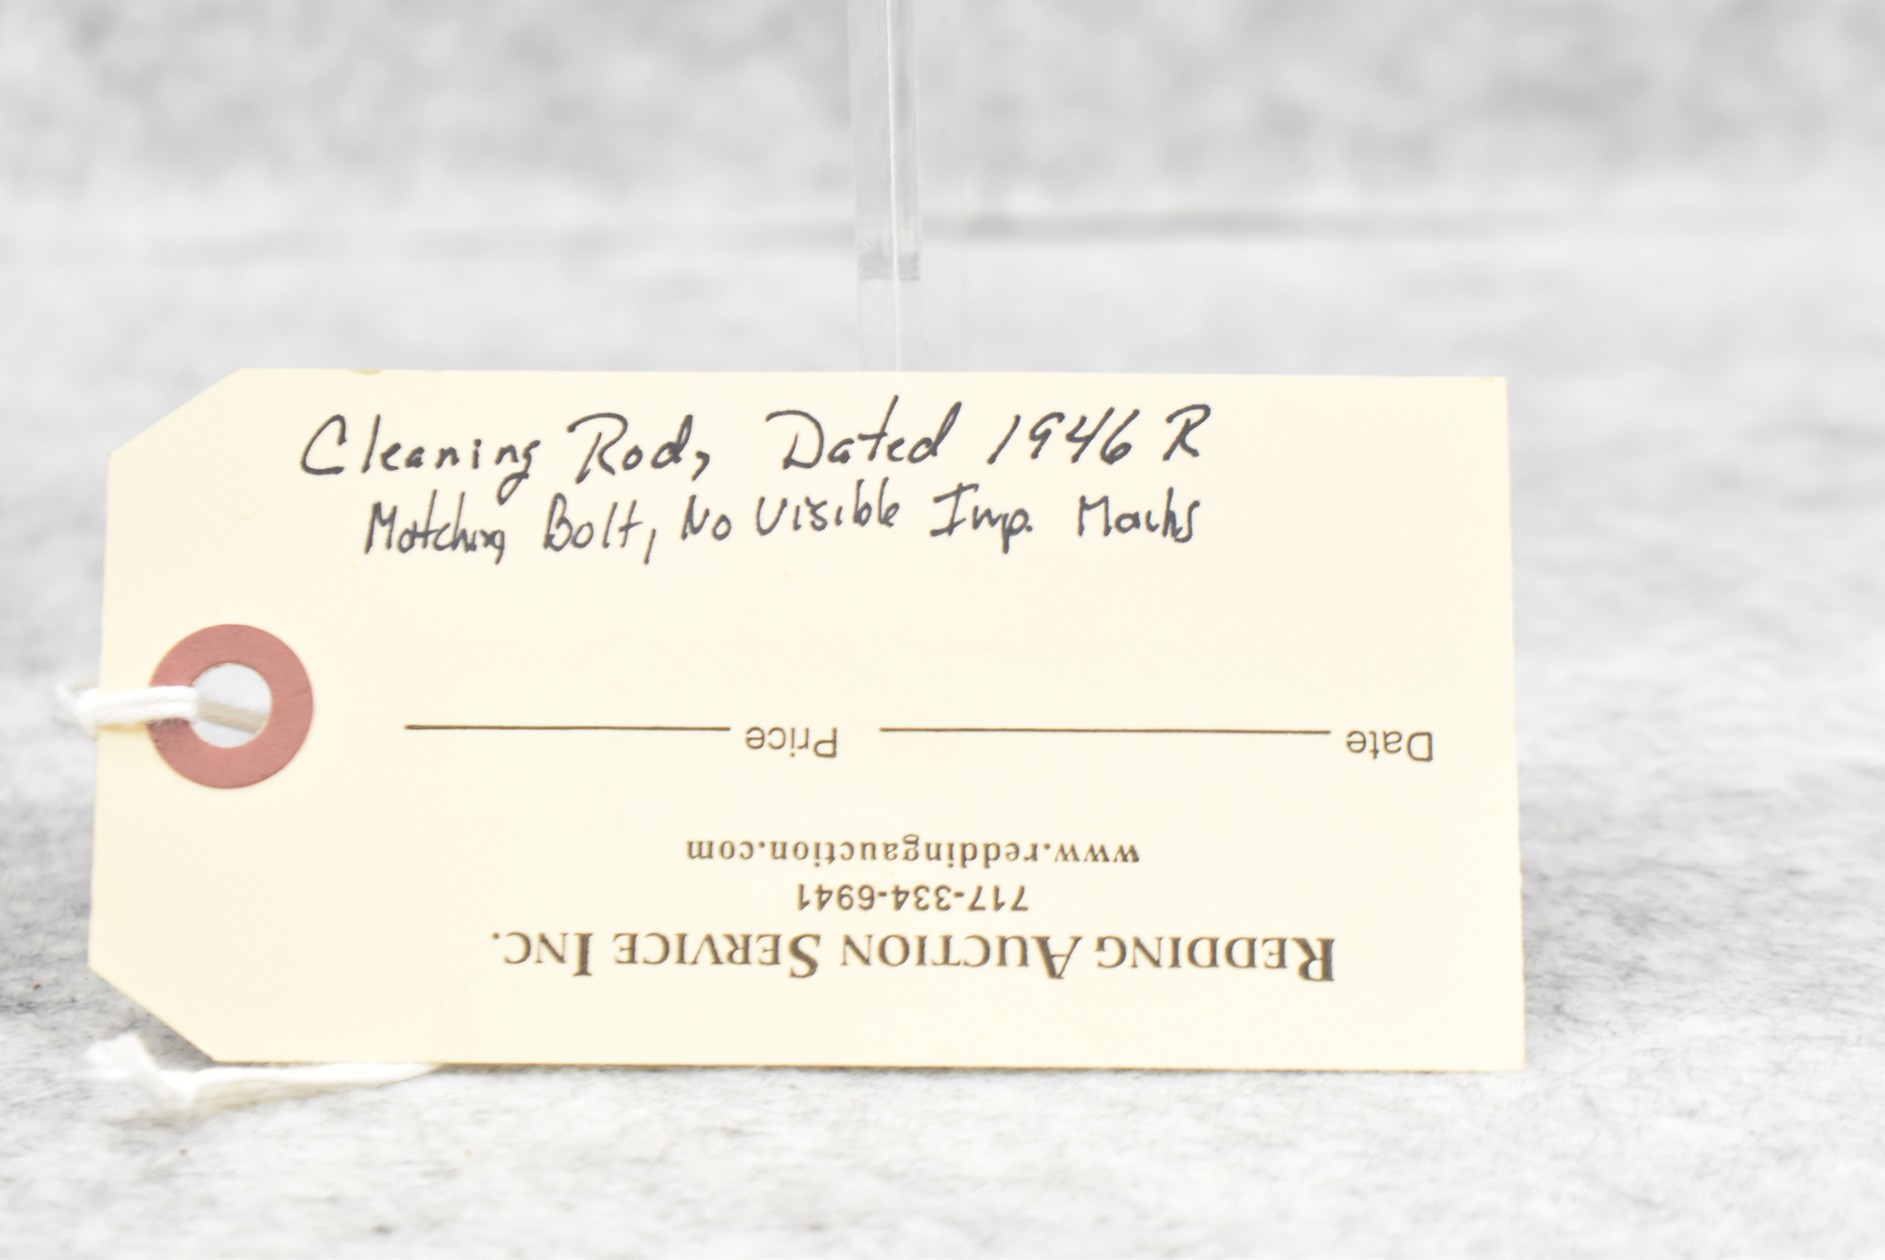 Cleaning Rod, Dated 1946 R
Matching Bolt, No Visible Imp. Marks
REDDING AUCTION SERVICE INC.
717-334-6941
www.reddingauction.com
Date Price